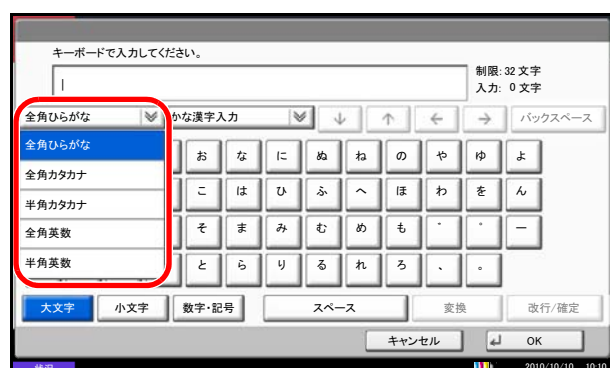 キーボードで入力してください。
制限: 32 文字
入力: 0 文字
全角ひらがな かな漢字入力 ↓ ↑ ← → バックスペース
全角ひらがな お な に ぬ ね の や ゆ よ
全角カタカナ
半角カタカナ こ は ひ ふ へ ほ わ を ん
全角英数 そ ま み む め も ゛ ゜ ー
半角英数 と ら り る れ ろ 、 。
大文字 小文字 数字・記号 スペース 変換 改行/確定
キャンセル OK
状況 2010/10/10 10:10